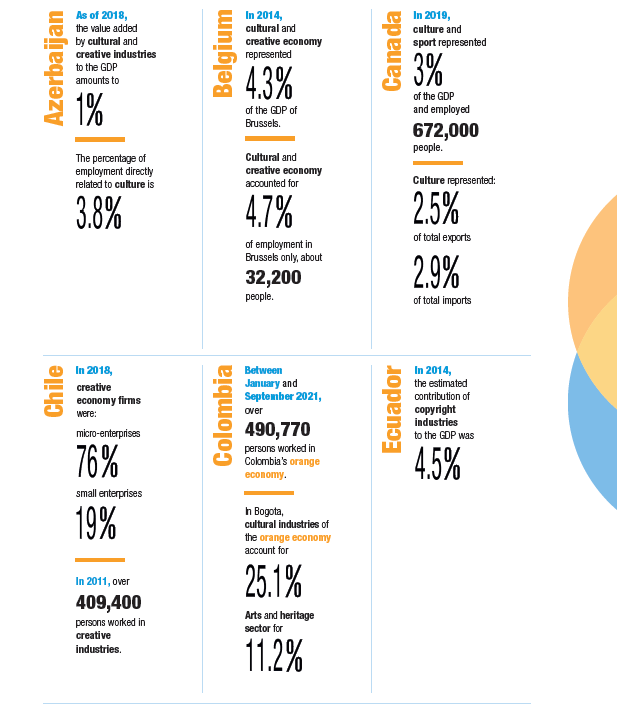 Azerbaijan
As of 2018,
the value added
by cultural and
creative industries
to the GDP
amounts to
1%
The percentage of
employment directly
related to culture is
3.8%
Belgium
In 2014,
cultural and
creative economy
represented
4.3%
of the GDP of
Brussels.
Cultural and
creative economy
accounted for
4.7%
of employment in
Brussels only, about
32,200
people.
Canada
In 2019,
culture and
sport represented
3%
of the GDP
and employed
672,000
people.
Culture represented:
2.5%
of total exports
2.9%
of total imports
Chile
In 2018,
creative
economy firms
were:
micro-enterprises
76%
small enterprises
19%
In 2011, over
409,400
persons worked in
creative
industries.
Colombia
Between
January and
September 2021,
over
490,770
persons worked in
Colombia's orange
economy.
In Bogota,
cultural industries of
the orange economy
account for
25.1%
Arts and heritage
sector for
11.2%
Ecuador
In 2014,
the estimated
contribution of
copyright
industries
to the GDP was
4.5%